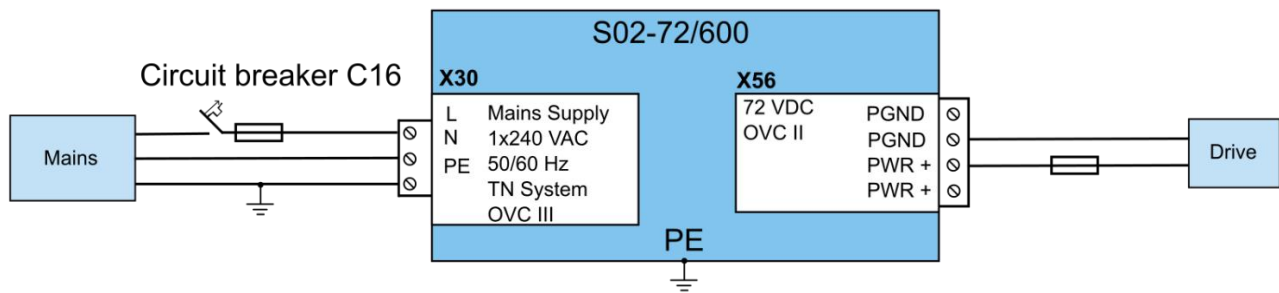 S02-72/600
Circuit breaker C16
X30
X56
Mains
L
N
PE
Mains Supply
1x240 VAC
50/60 Hz
TN System
OVC III
72 VDC
OVC II
PGND
PGND
PWR +
PWR +
Drive
PE